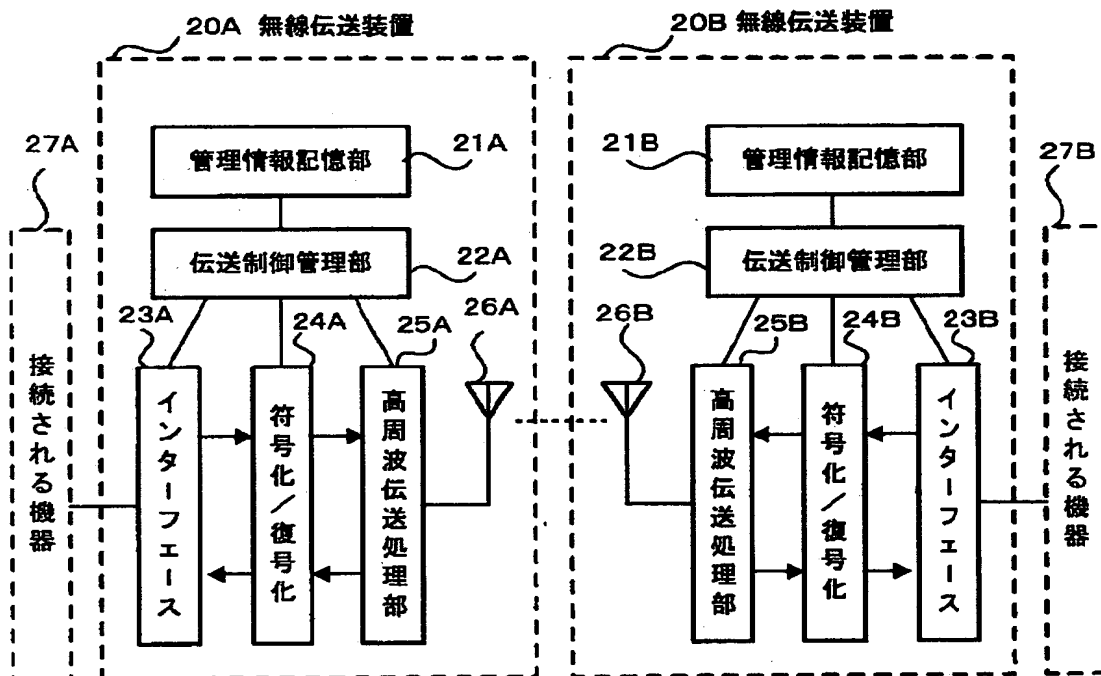 20A 無線伝送装置
20B 無線伝送装置
27A
管理情報記憶部
21A
21B
管理情報記憶部
27B
伝送制御管理部
22A
22B
伝送制御管理部
23A
24A
25A
26A
26B
25B
24B
23B
接続される機器
インターフェース
符号化/復号化
高周波伝送処理部
高周波伝送処理部
符号化/復号化
インターフェース
接続される機器